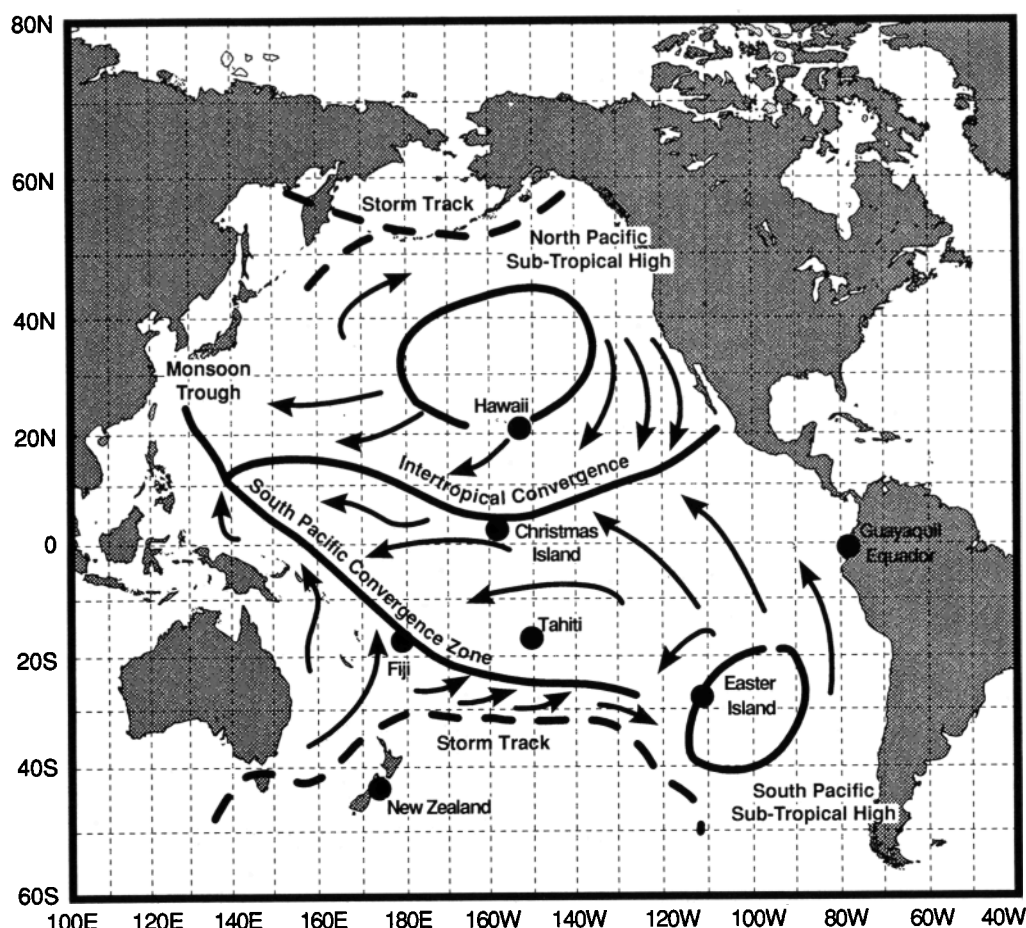 80N
60N
40N
20N
0
20S
40S
60S
Storm Track
North Pacific
Sub-Tropical High
Monsoon
Trough
Hawaii
Intertropical Convergence
South Pacific Convergence Zone
Christmas
Island
Guayaquil
Equador
Tahiti
Fiji
Easter
Island
Storm Track
New Zealand
South Pacific
Sub-Tropical High
100E 120E 140E 160E 180E 160W 140W 120W 100W 80W 60W 40W